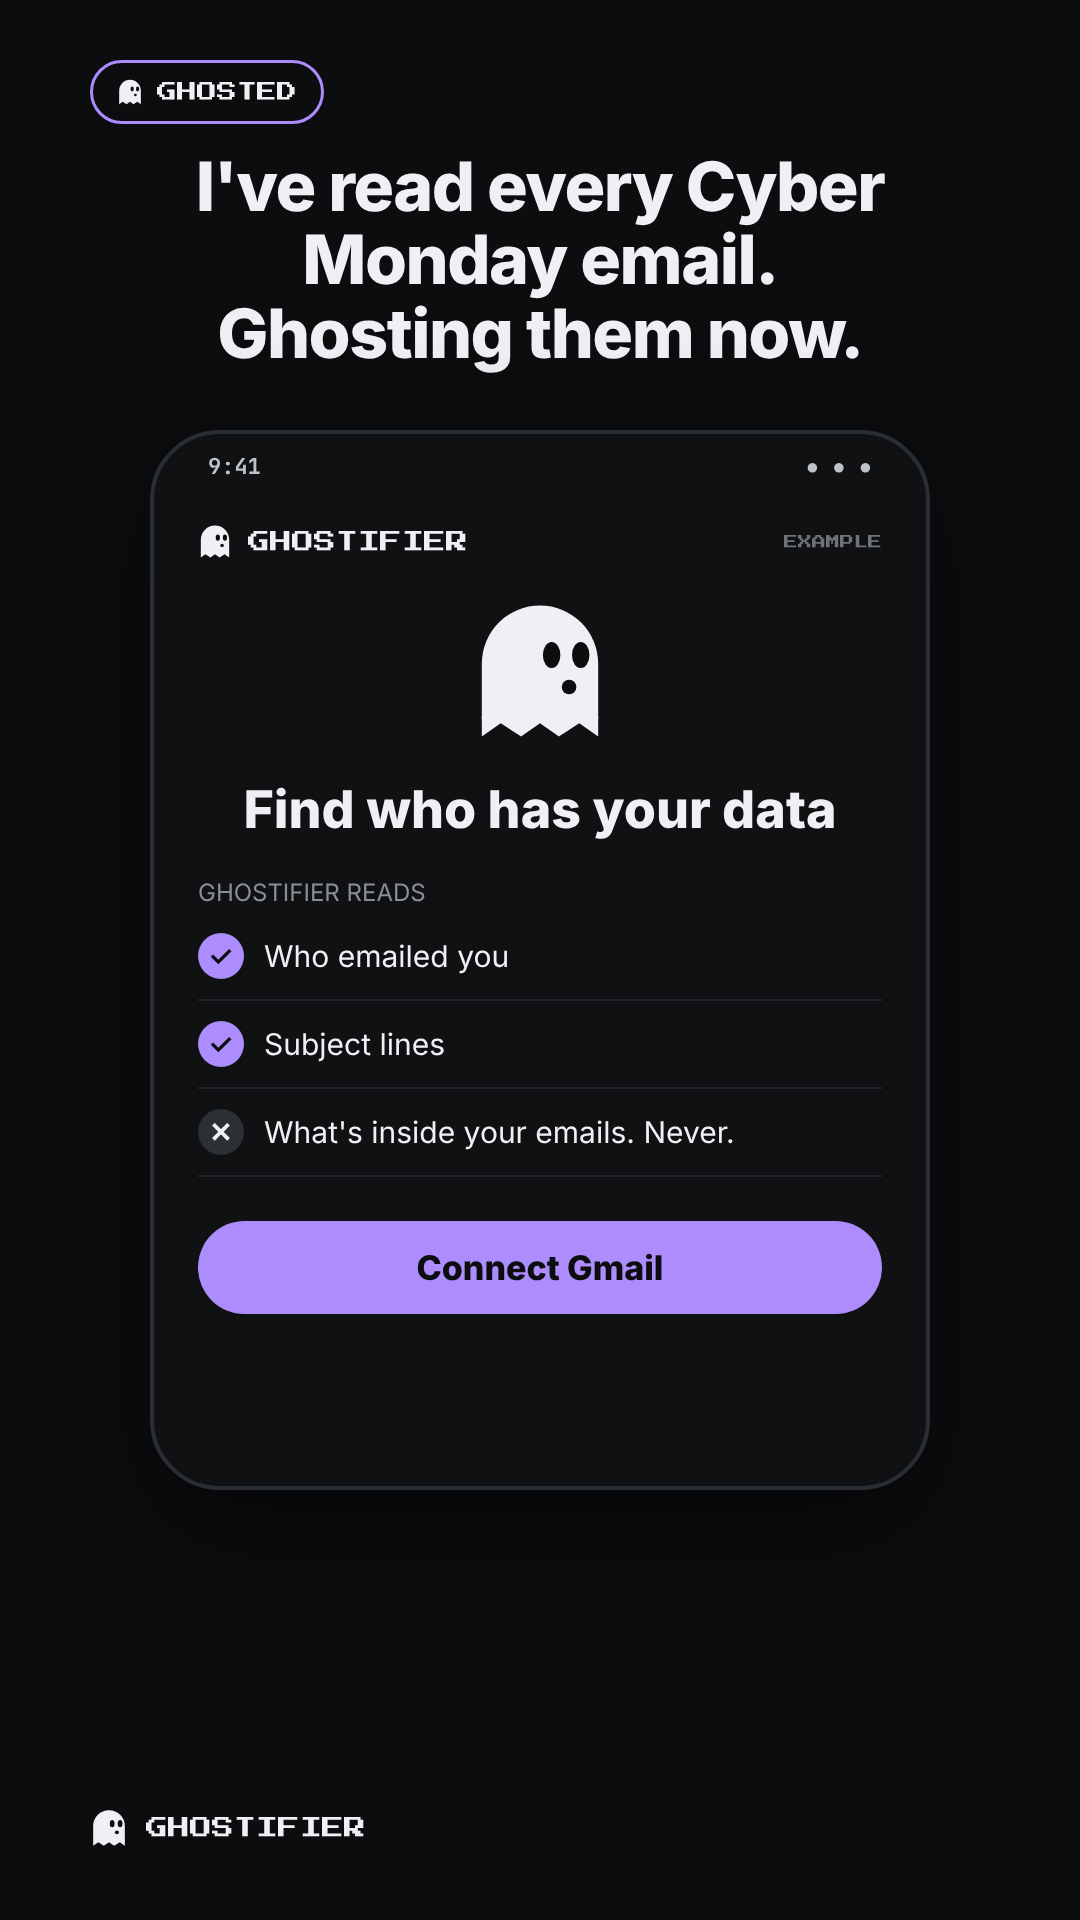 GHOSTED
I've read every Cyber
Monday email.
Ghosting them now.
9:41
GHOSTIFIER
EXAMPLE
Find who has your data
GHOSTIFIER READS
Who emailed you
Subject lines
What's inside your emails. Never.
Connect Gmail
GHOSTIFIER